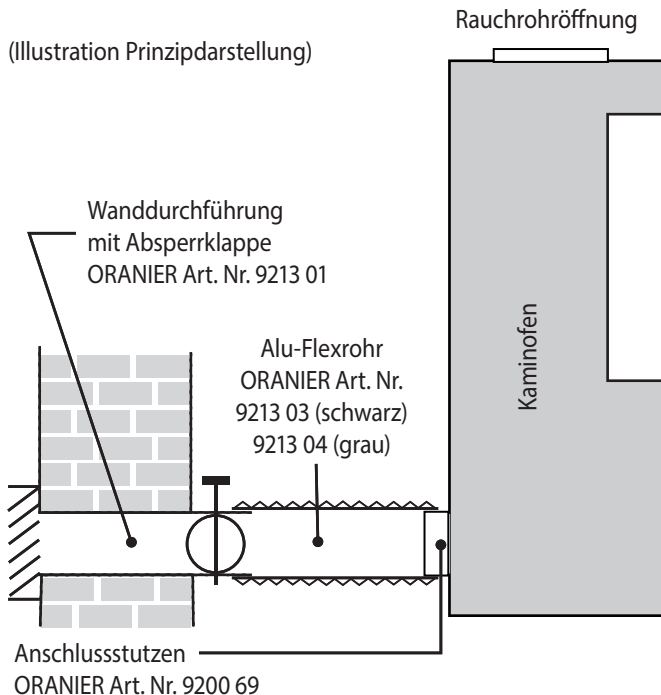 Rauchrohröffnung
(Illustration Prinzipdarstellung)
Wanddurchführung
mit Absperrklappe
ORANIER Art. Nr. 9213 01
Alu-Flexrohr
ORANIER Art. Nr.
9213 03 (schwarz)
9213 04 (grau)
Kaminofen
Anschlussstutzen
ORANIER Art. Nr. 9200 69